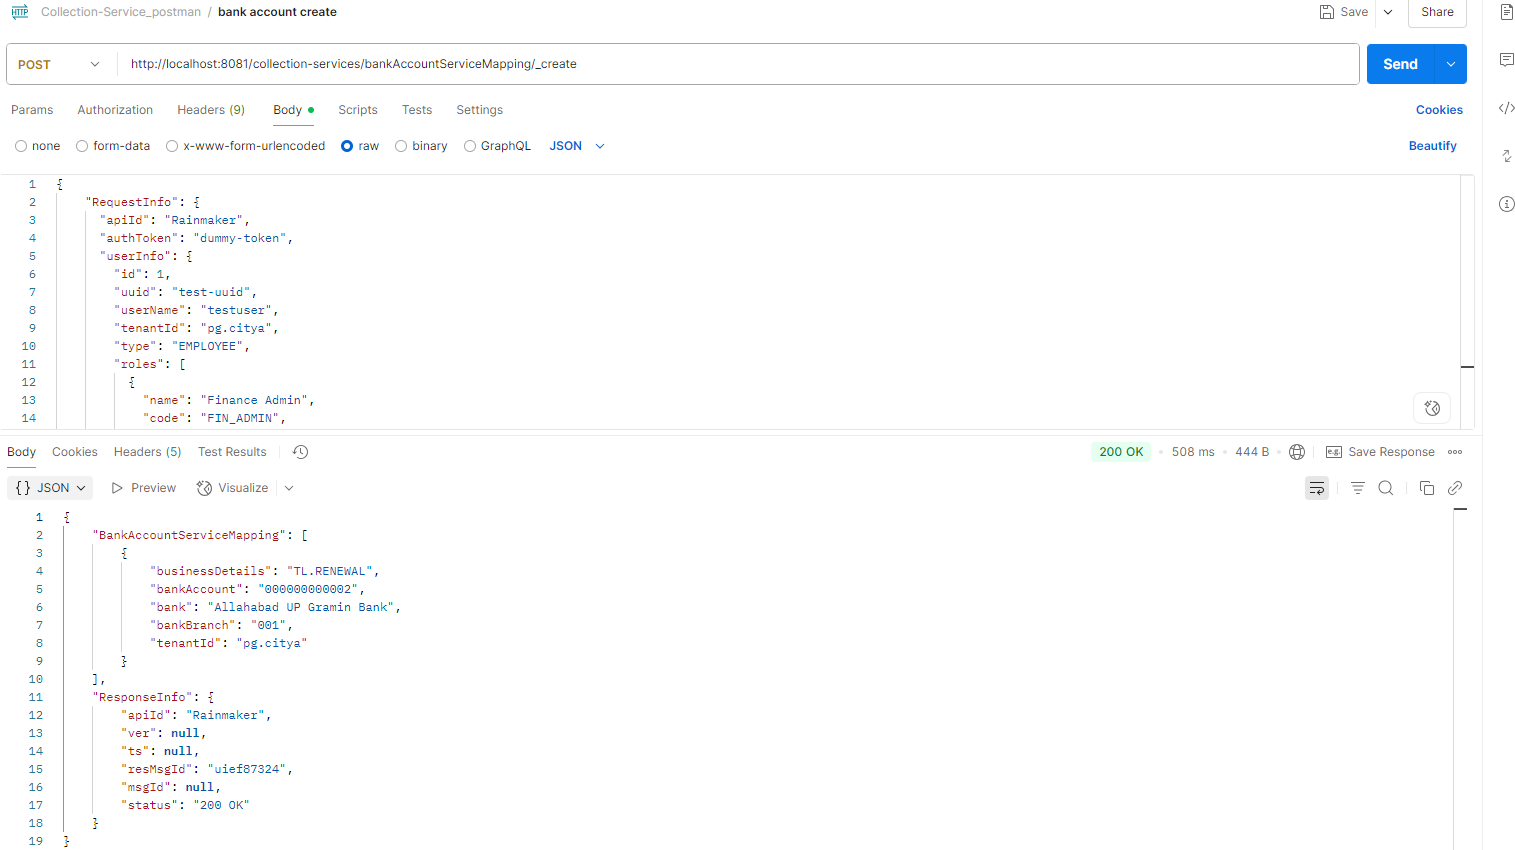 HTTP Collection-Service_postman / bank account create Save Share
POST http://localhost:8081/collection-services/bankAccountServiceMapping/_create Send
Params Authorization Headers (9) Body Scripts Tests Settings Cookies
none form-data x-www-form-urlencoded raw binary GraphQL JSON Beautify
1 {
2 "RequestInfo": {
3 "apiId": "Rainmaker",
4 "authToken": "dummy-token",
5 "userInfo": {
6 "id": 1,
7 "uuid": "test-uuid",
8 "userName": "testuser",
9 "tenantId": "pg.citya",
10 "type": "EMPLOYEE",
11 "roles": [
12 {
13 "name": "Finance Admin",
14 "code": "FIN_ADMIN",
Body Cookies Headers (5) Test Results 200 OK • 508 ms • 444 B • e.g. Save Response
{} JSON Preview Visualize
1 {
2 "BankAccountServiceMapping": [
3 {
4 "businessDetails": "TL.RENEWAL",
5 "bankAccount": "000000000002",
6 "bank": "Allahabad UP Gramin Bank",
7 "bankBranch": "001",
8 "tenantId": "pg.citya"
9 }
10 ],
11 "ResponseInfo": {
12 "apiId": "Rainmaker",
13 "ver": null,
14 "ts": null,
15 "resMsgId": "uief87324",
16 "msgId": null,
17 "status": "200 OK"
18 }
19 }